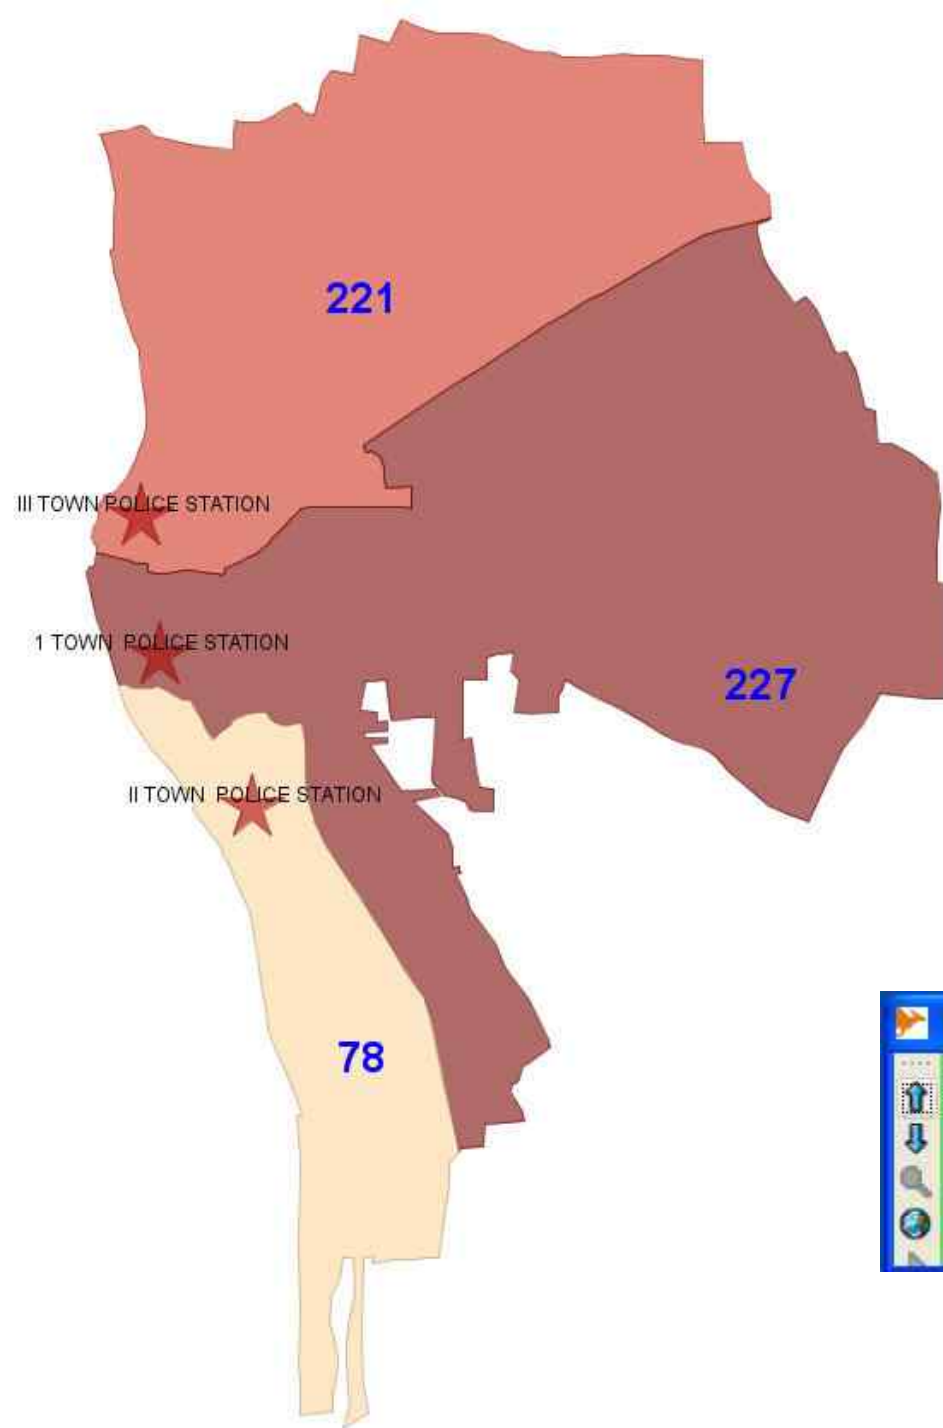 221
III TOWN POLICE STATION
1 TOWN  POLICE STATION
227
II TOWN  POLICE STATION
78